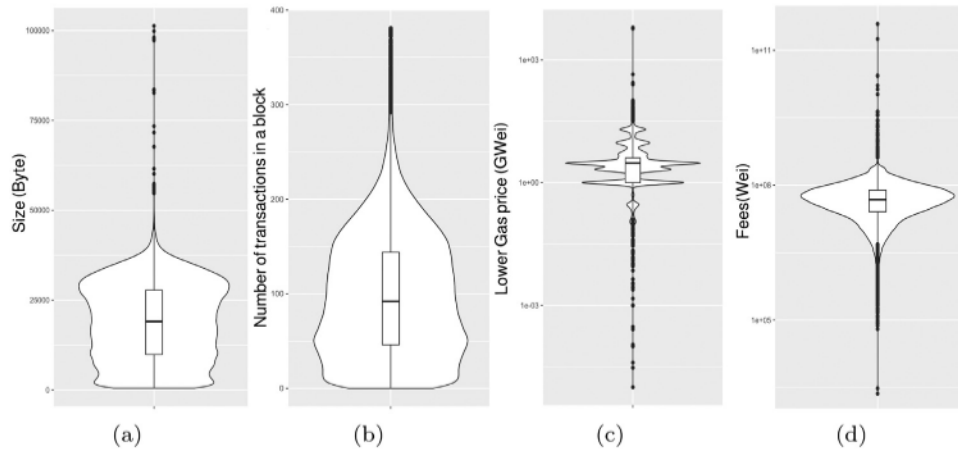 Size (Byte)
100000
75000
50000
25000
0
(a)
Number of transactions in a block
400
300
200
100
0
(b)
Lower Gas price (GWei)
1e+03
1e+00
1e-03
(c)
Fees(Wei)
1e+11
1e+08
1e+05
(d)